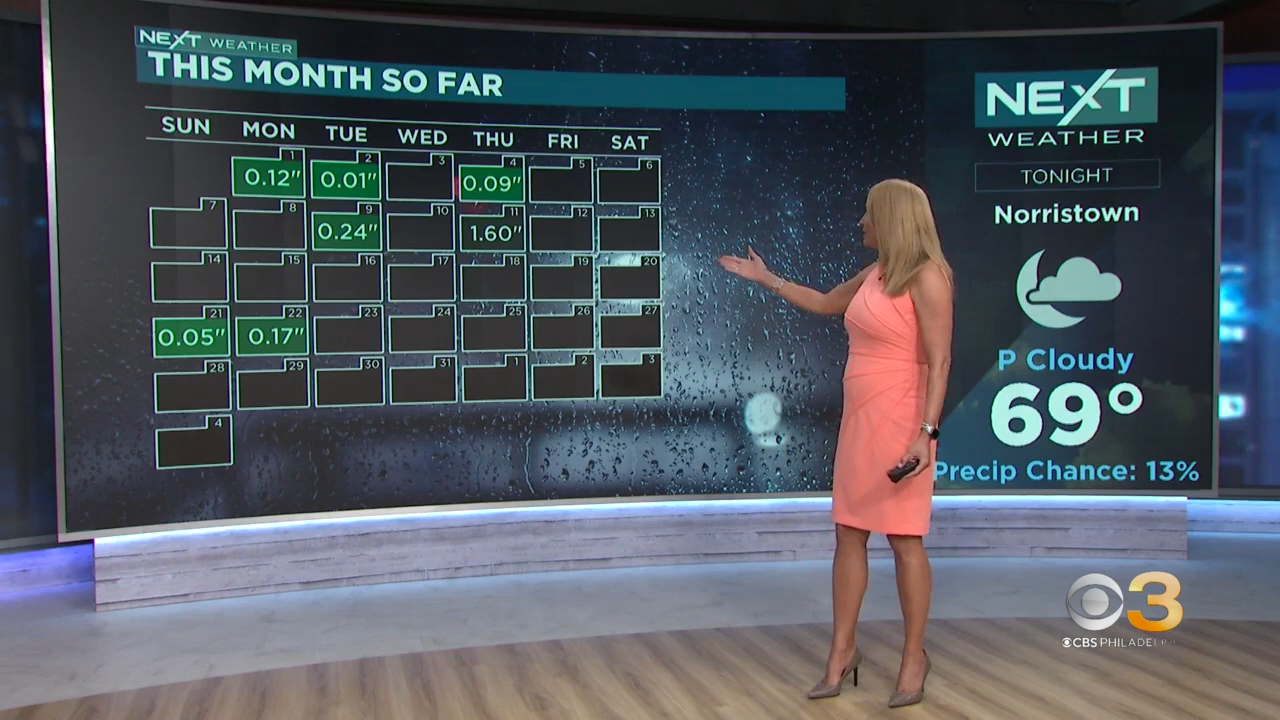 NEXT WEATHER
THIS MONTH SO FAR
SUN MON TUE WED THU FRI SAT
1 2 3 4 5 6
0.12" 0.01" 0.09"
7 8 9 10 11 12 13
0.24" 1.60"
14 15 16 17 18 19 20
21 22 23 24 25 26 27
0.05" 0.17"
28 29 30 31 1 2 3
4
NEXT
WEATHER
TONIGHT
Norristown
P Cloudy
69°
Precip Chance: 13%
3
CBS PHILADE